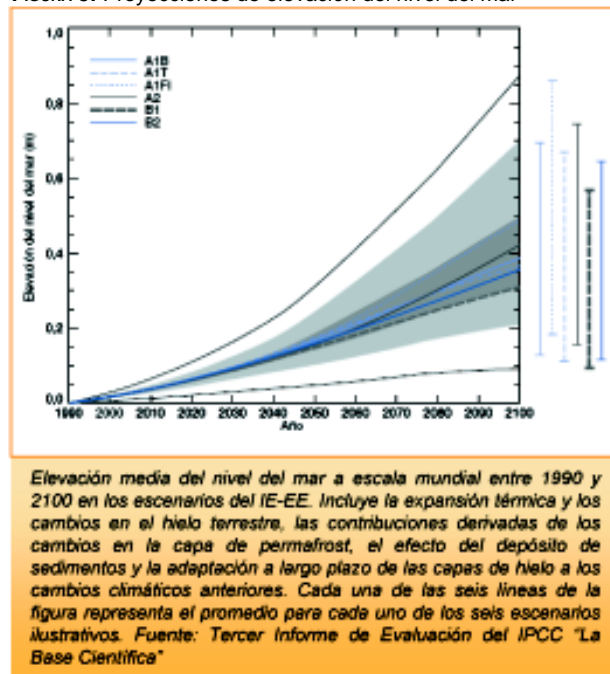 1,0
A1B
A1T
A1FI
A2
B1
B2
0,8
0,6
0,4
0,2
0,0
Elevación del nivel del mar (m)
1990 2000 2010 2020 2030 2040 2050 2060 2070 2080 2090 2100
Año
Elevación media del nivel del mar a escala mundial entre 1990 y
2100 en los escenarios del IE-EE. Incluye la expansión térmica y los
cambios en el hielo terrestre, las contribuciones derivadas de los
cambios en la capa de permafrost, el efecto del depósito de
sedimentos y la adaptación a largo plazo de las capas de hielo a los
cambios climáticos anteriores. Cada una de las seis líneas de la
figura representa el promedio para cada uno de los seis escenarios
ilustrativos. Fuente: Tercer Informe de Evaluación del IPCC "La
Base Científica"